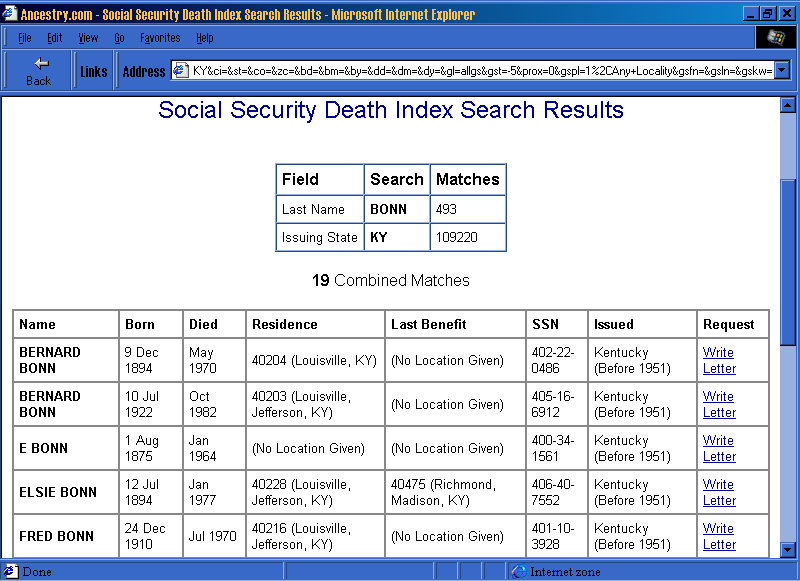 Ancestry.com - Social Security Death Index Search Results - Microsoft Internet Explorer
File Edit View Go Favorites Help
Back Links Address KY&ci=&st=&co=&zc=&bd=&bm=&by=&dd=&dm=&dy=&gl=allgs&gst=-5&prox=0&gspl=1%2CAny+Locality&gsfn=&gsln=&gskw=
Social Security Death Index Search Results
Field Search Matches
Last Name BONN 493
Issuing State KY 109220
19 Combined Matches
Name Born Died Residence Last Benefit SSN Issued Request
BERNARD 9 Dec May 40204 (Louisville, KY) (No Location Given) 402-22- Kentucky Write
BONN 1894 1970 0486 (Before 1951) Letter
BERNARD 10 Jul Oct 40203 (Louisville, (No Location Given) 405-16- Kentucky Write
BONN 1922 1982 Jefferson, KY) 6912 (Before 1951) Letter
E BONN 1 Aug Jan (No Location Given) (No Location Given) 400-34- Kentucky Write
1875 1964 1561 (Before 1951) Letter
ELSIE BONN 12 Jul Jan 40228 (Louisville, 40475 (Richmond, 406-40- Kentucky Write
1894 1977 Jefferson, KY) Madison, KY) 7552 (Before 1951) Letter
FRED BONN 24 Dec Jul 1970 40216 (Louisville, (No Location Given) 401-10- Kentucky Write
1910 Jefferson, KY) 3928 (Before 1951) Letter
Done Internet zone